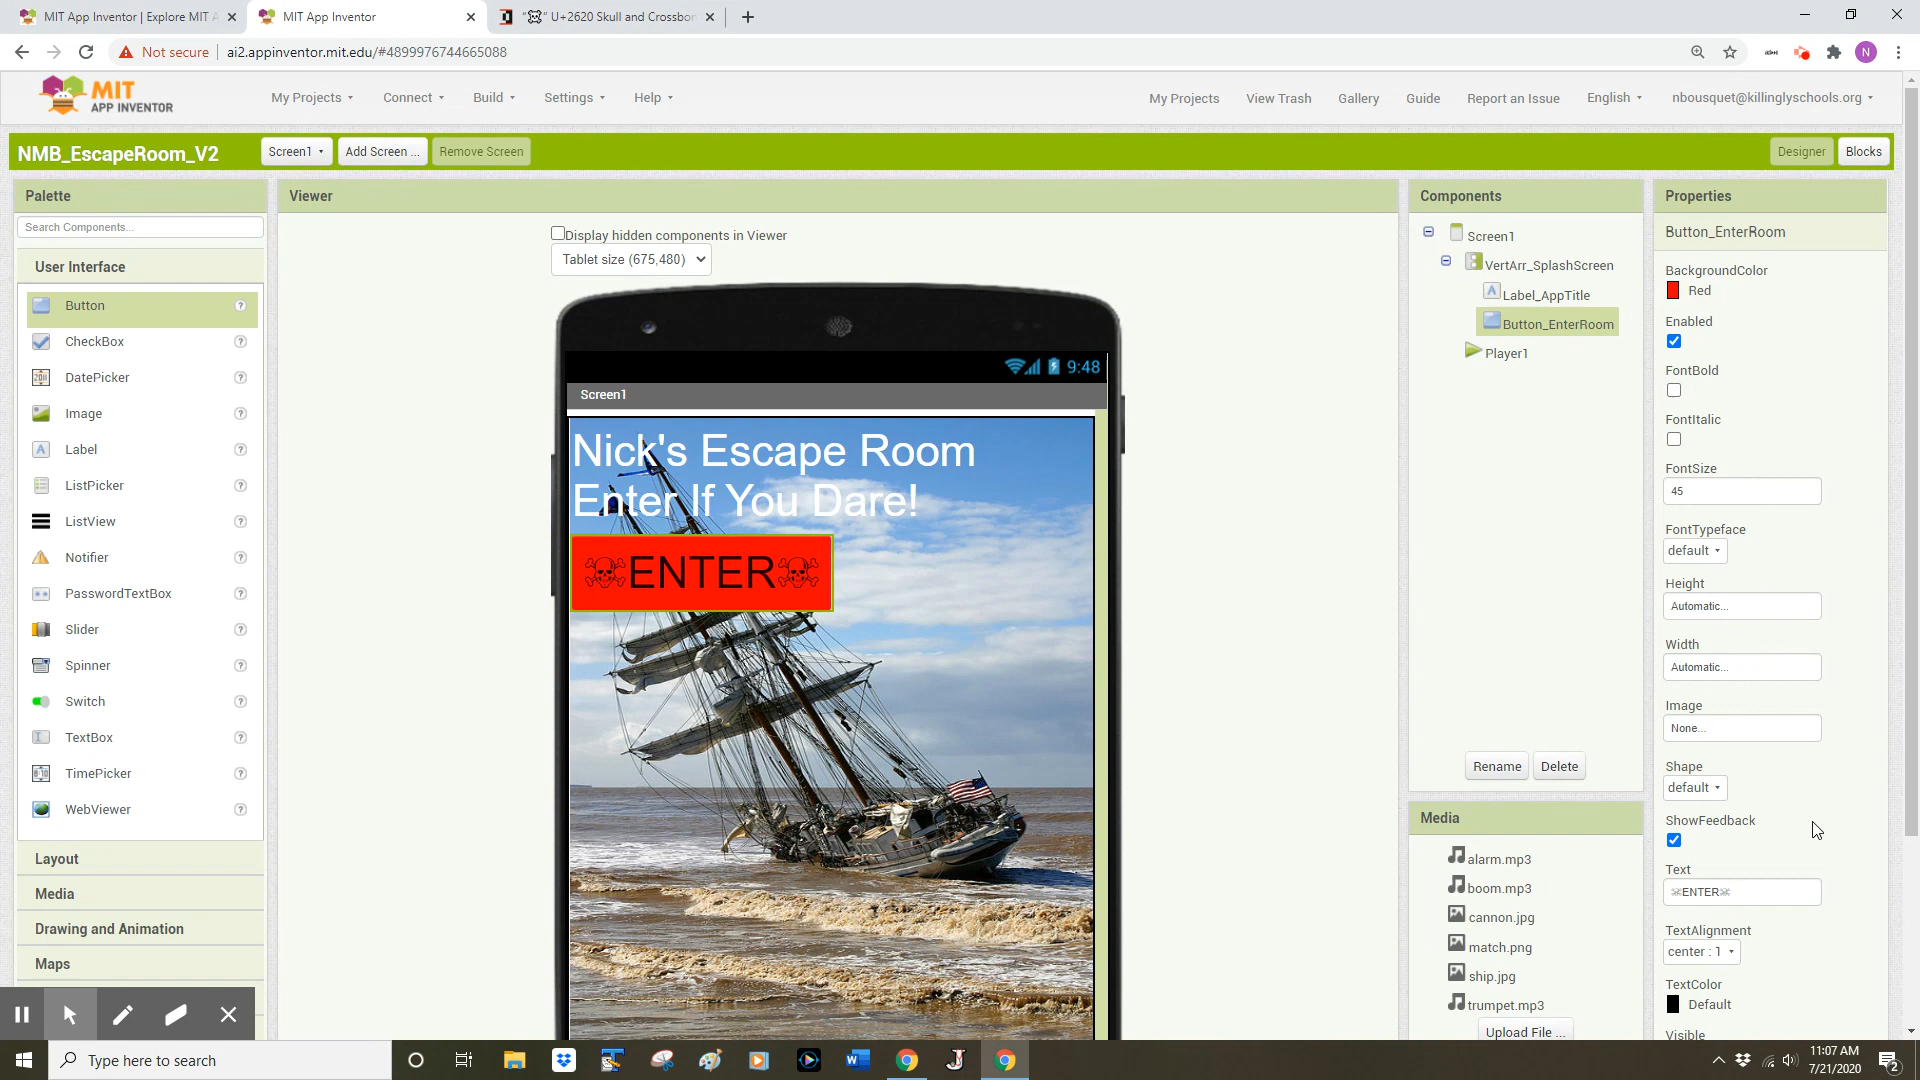 MIT App Inventor | Explore MIT A
MIT App Inventor
"☠" U+2620 Skull and Crossbor
Not secure
ai2.appinventor.mit.edu/#4899976744665088
N
MIT
APP INVENTOR
My Projects
Connect
Build
Settings
Help
My Projects
View Trash
Gallery
Guide
Report an Issue
English
nbousquet@killinglyschools.org
NMB_EscapeRoom_V2
Screen1
Add Screen ...
Remove Screen
Designer
Blocks
Palette
Search Components...
User Interface
Button
CheckBox
DatePicker
Image
Label
ListPicker
ListView
Notifier
PasswordTextBox
Slider
Spinner
Switch
TextBox
TimePicker
WebViewer
Layout
Media
Drawing and Animation
Maps
Viewer
Display hidden components in Viewer
Tablet size (675,480)
9:48
Screen1
Nick's Escape Room
Enter If You Dare!
☠ENTER☠
Components
Screen1
VertArr_SplashScreen
Label_AppTitle
Button_EnterRoom
Player1
Rename
Delete
Media
alarm.mp3
boom.mp3
cannon.jpg
match.png
ship.jpg
trumpet.mp3
Upload File ...
Properties
Button_EnterRoom
BackgroundColor
Red
Enabled
FontBold
FontItalic
FontSize
45
FontTypeface
default
Height
Automatic...
Width
Automatic...
Image
None...
Shape
default
ShowFeedback
Text
☠ENTER☠
TextAlignment
center : 1
TextColor
Default
Visible
Type here to search
11:07 AM
7/21/2020
2